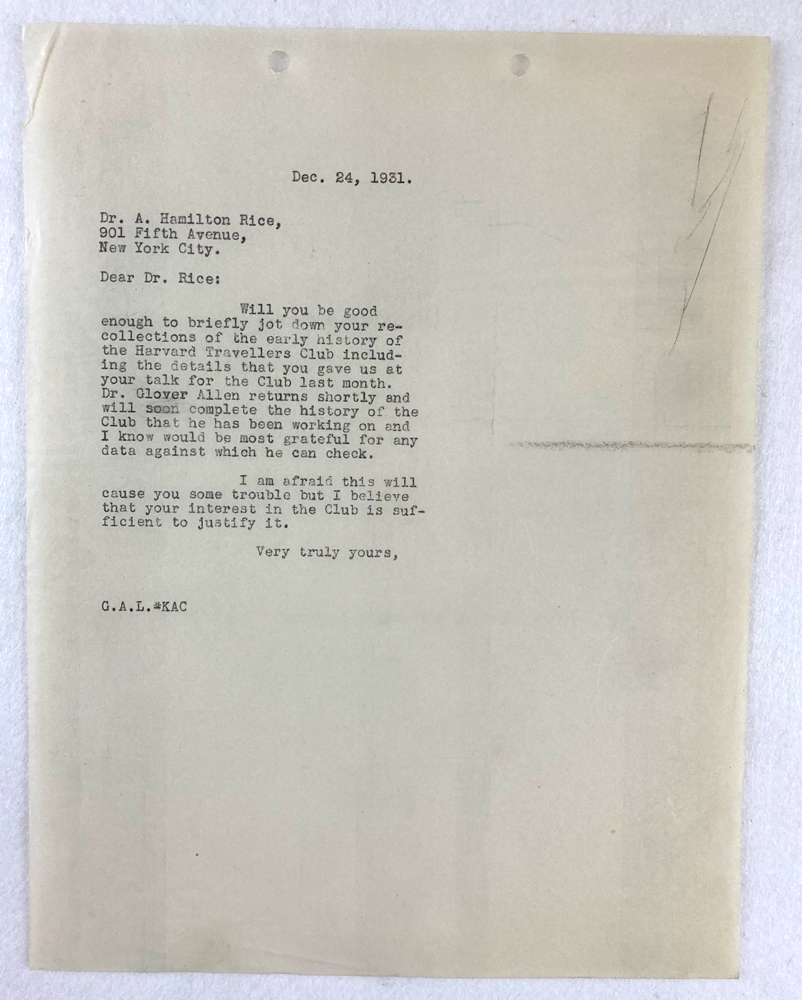 Dec. 24, 1931.
Dr. A. Hamilton Rice,
901 Fifth Avenue,
New York City.
Dear Dr. Rice:
Will you be good
enough to briefly jot down your re-
collections of the early history of
the Harvard Travellers Club includ-
ing the details that you gave us at
your talk for the Club last month.
Dr. Glover Allen returns shortly and
will soon complete the history of the
Club that he has been working on and
I know would be most grateful for any
data against which he can check.
I am afraid this will
cause you some trouble but I believe
that your interest in the Club is suf-
ficient to justify it.
Very truly yours,
G.A.L.*KAC